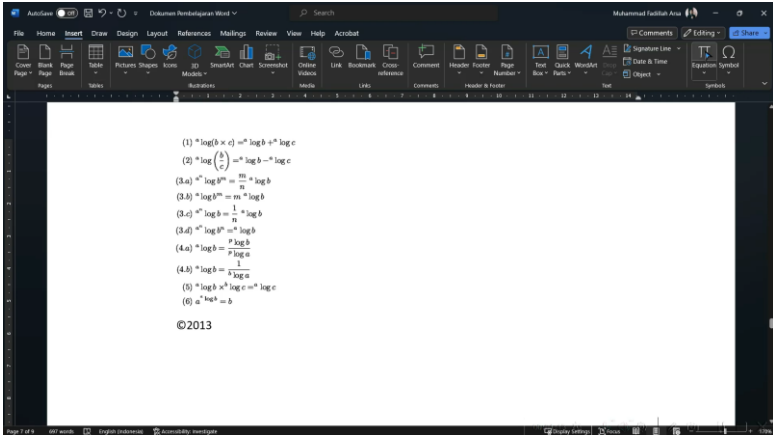 AutoSave Off Dokumen Pembelajaran Word Search Muhammad Fadillah Arsa
File Home Insert Draw Design Layout References Mailings Review View Help Acrobat Comments Editing Share
Cover Page Blank Page Page Break Table Pictures Shapes Icons 3D Models SmartArt Chart Screenshot Online Videos Link Bookmark Cross-reference Comment Header Footer Page Number Text Box Quick Parts WordArt Drop Cap Signature Line Date & Time Object Equation Symbol
Pages Tables Illustrations Media Links Comments Header & Footer Text Symbols
(1) ᵃ log(b × c) =ᵃ log b +ᵃ log c
(2) ᵃ log (b/c) =ᵃ log b −ᵃ log c
(3.a) ᵃⁿ log bᵐ = m/n ᵃ log b
(3.b) ᵃ log bᵐ = m ᵃ log b
(3.c) ᵃⁿ log b = 1/n ᵃ log b
(3.d) ᵃⁿ log bⁿ =ᵃ log b
(4.a) ᵃ log b = ᵖ log b / ᵖ log a
(4.b) ᵃ log b = 1 / ᵇ log a
(5) ᵃ log b ×ᵇ log c =ᵃ log c
(6) a^(ᵃ log b) = b
©2013
Page 7 of 9 697 words English (Indonesia) Accessibility: Investigate Display Settings Focus 170%